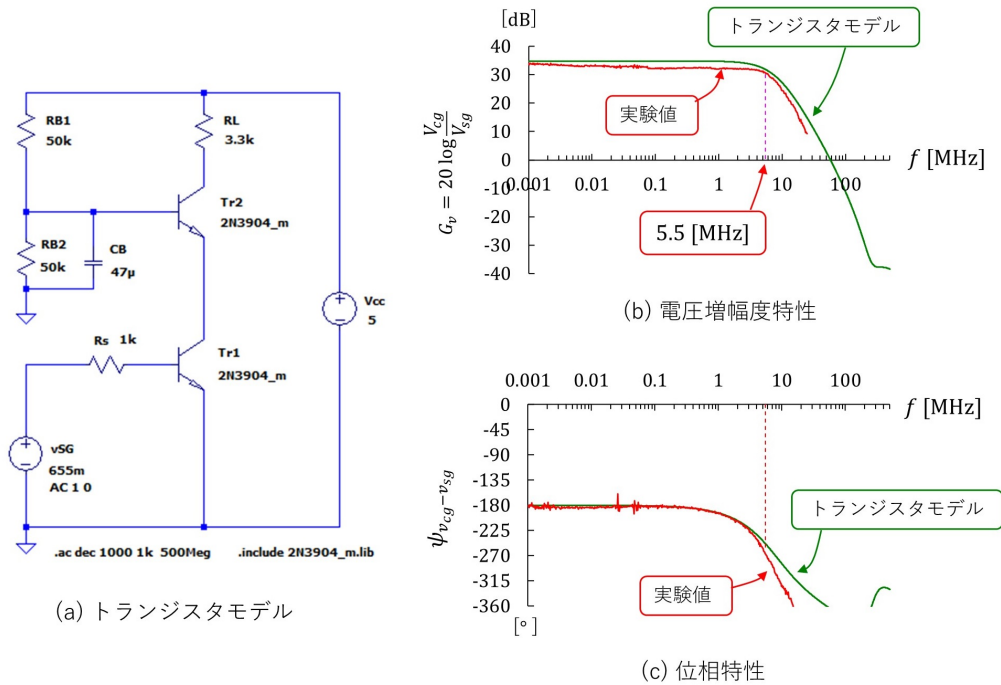 RB1
50k
RL
3.3k
Tr2
2N3904_m
RB2
50k
CB
47µ
Vcc
5
Rs 1k
Tr1
2N3904_m
vSG
655m
AC 1 0
.ac dec 1000 1k 500Meg .include 2N3904_m.lib
(a) トランジスタモデル
[dB]
トランジスタモデル
40
30
20
10
0
-10
-20
-30
-40
G_v = 20 log V_cg/V_sg
実験値
f [MHz]
0.001 0.01 0.1 1 10 100
5.5 [MHz]
(b) 電圧増幅度特性
0.001 0.01 0.1 1 10 100
f [MHz]
0
-45
-90
-135
-180
-225
-270
-315
-360
[°]
ψ_{v_cg-v_sg}
トランジスタモデル
実験値
(c) 位相特性